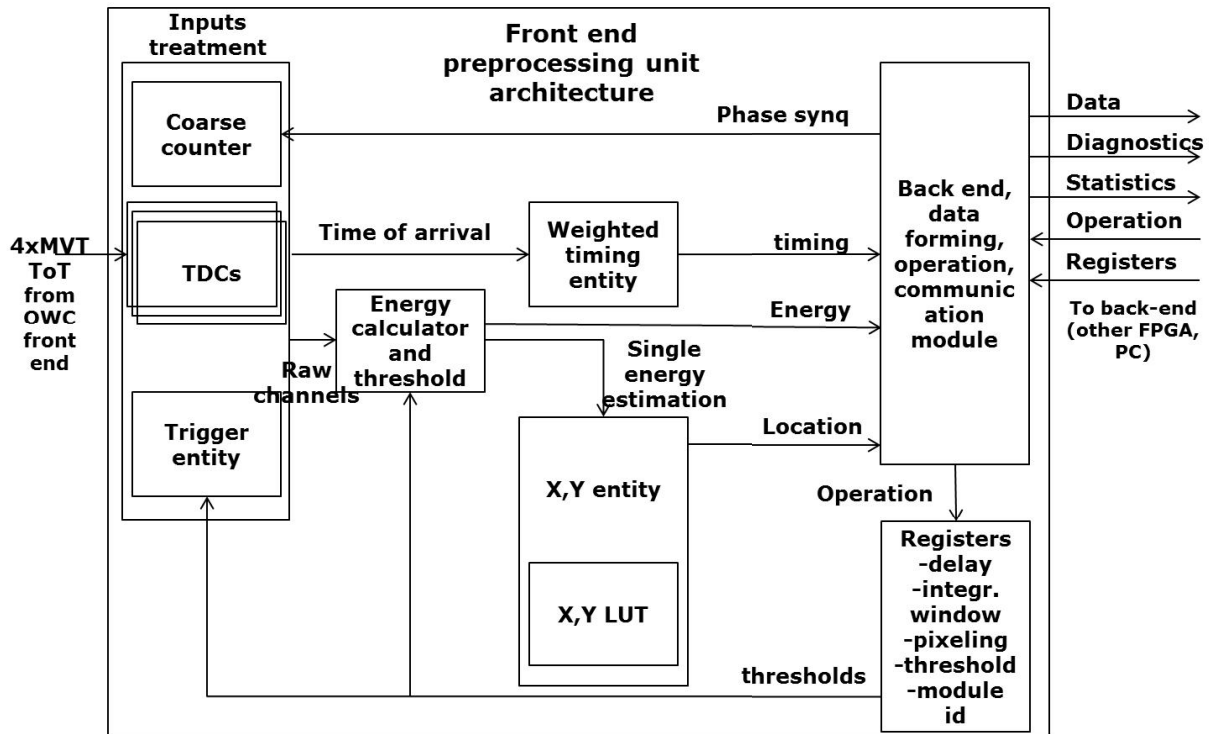 Inputs
treatment
Front end
preprocessing unit
architecture
Coarse
counter
Phase synq
4xMVT
ToT
from
OWC
front
end
TDCs
Time of arrival
Weighted
timing
entity
timing
Back end,
data
forming,
operation,
communic
ation
module
Data
Diagnostics
Statistics
Operation
Registers
To back-end
(other FPGA,
PC)
Raw
channels
Energy
calculator
and
threshold
Energy
Single
energy
estimation
Trigger
entity
X,Y entity
X,Y LUT
Location
Operation
Registers
-delay
-integr.
window
-pixeling
-threshold
-module
id
thresholds